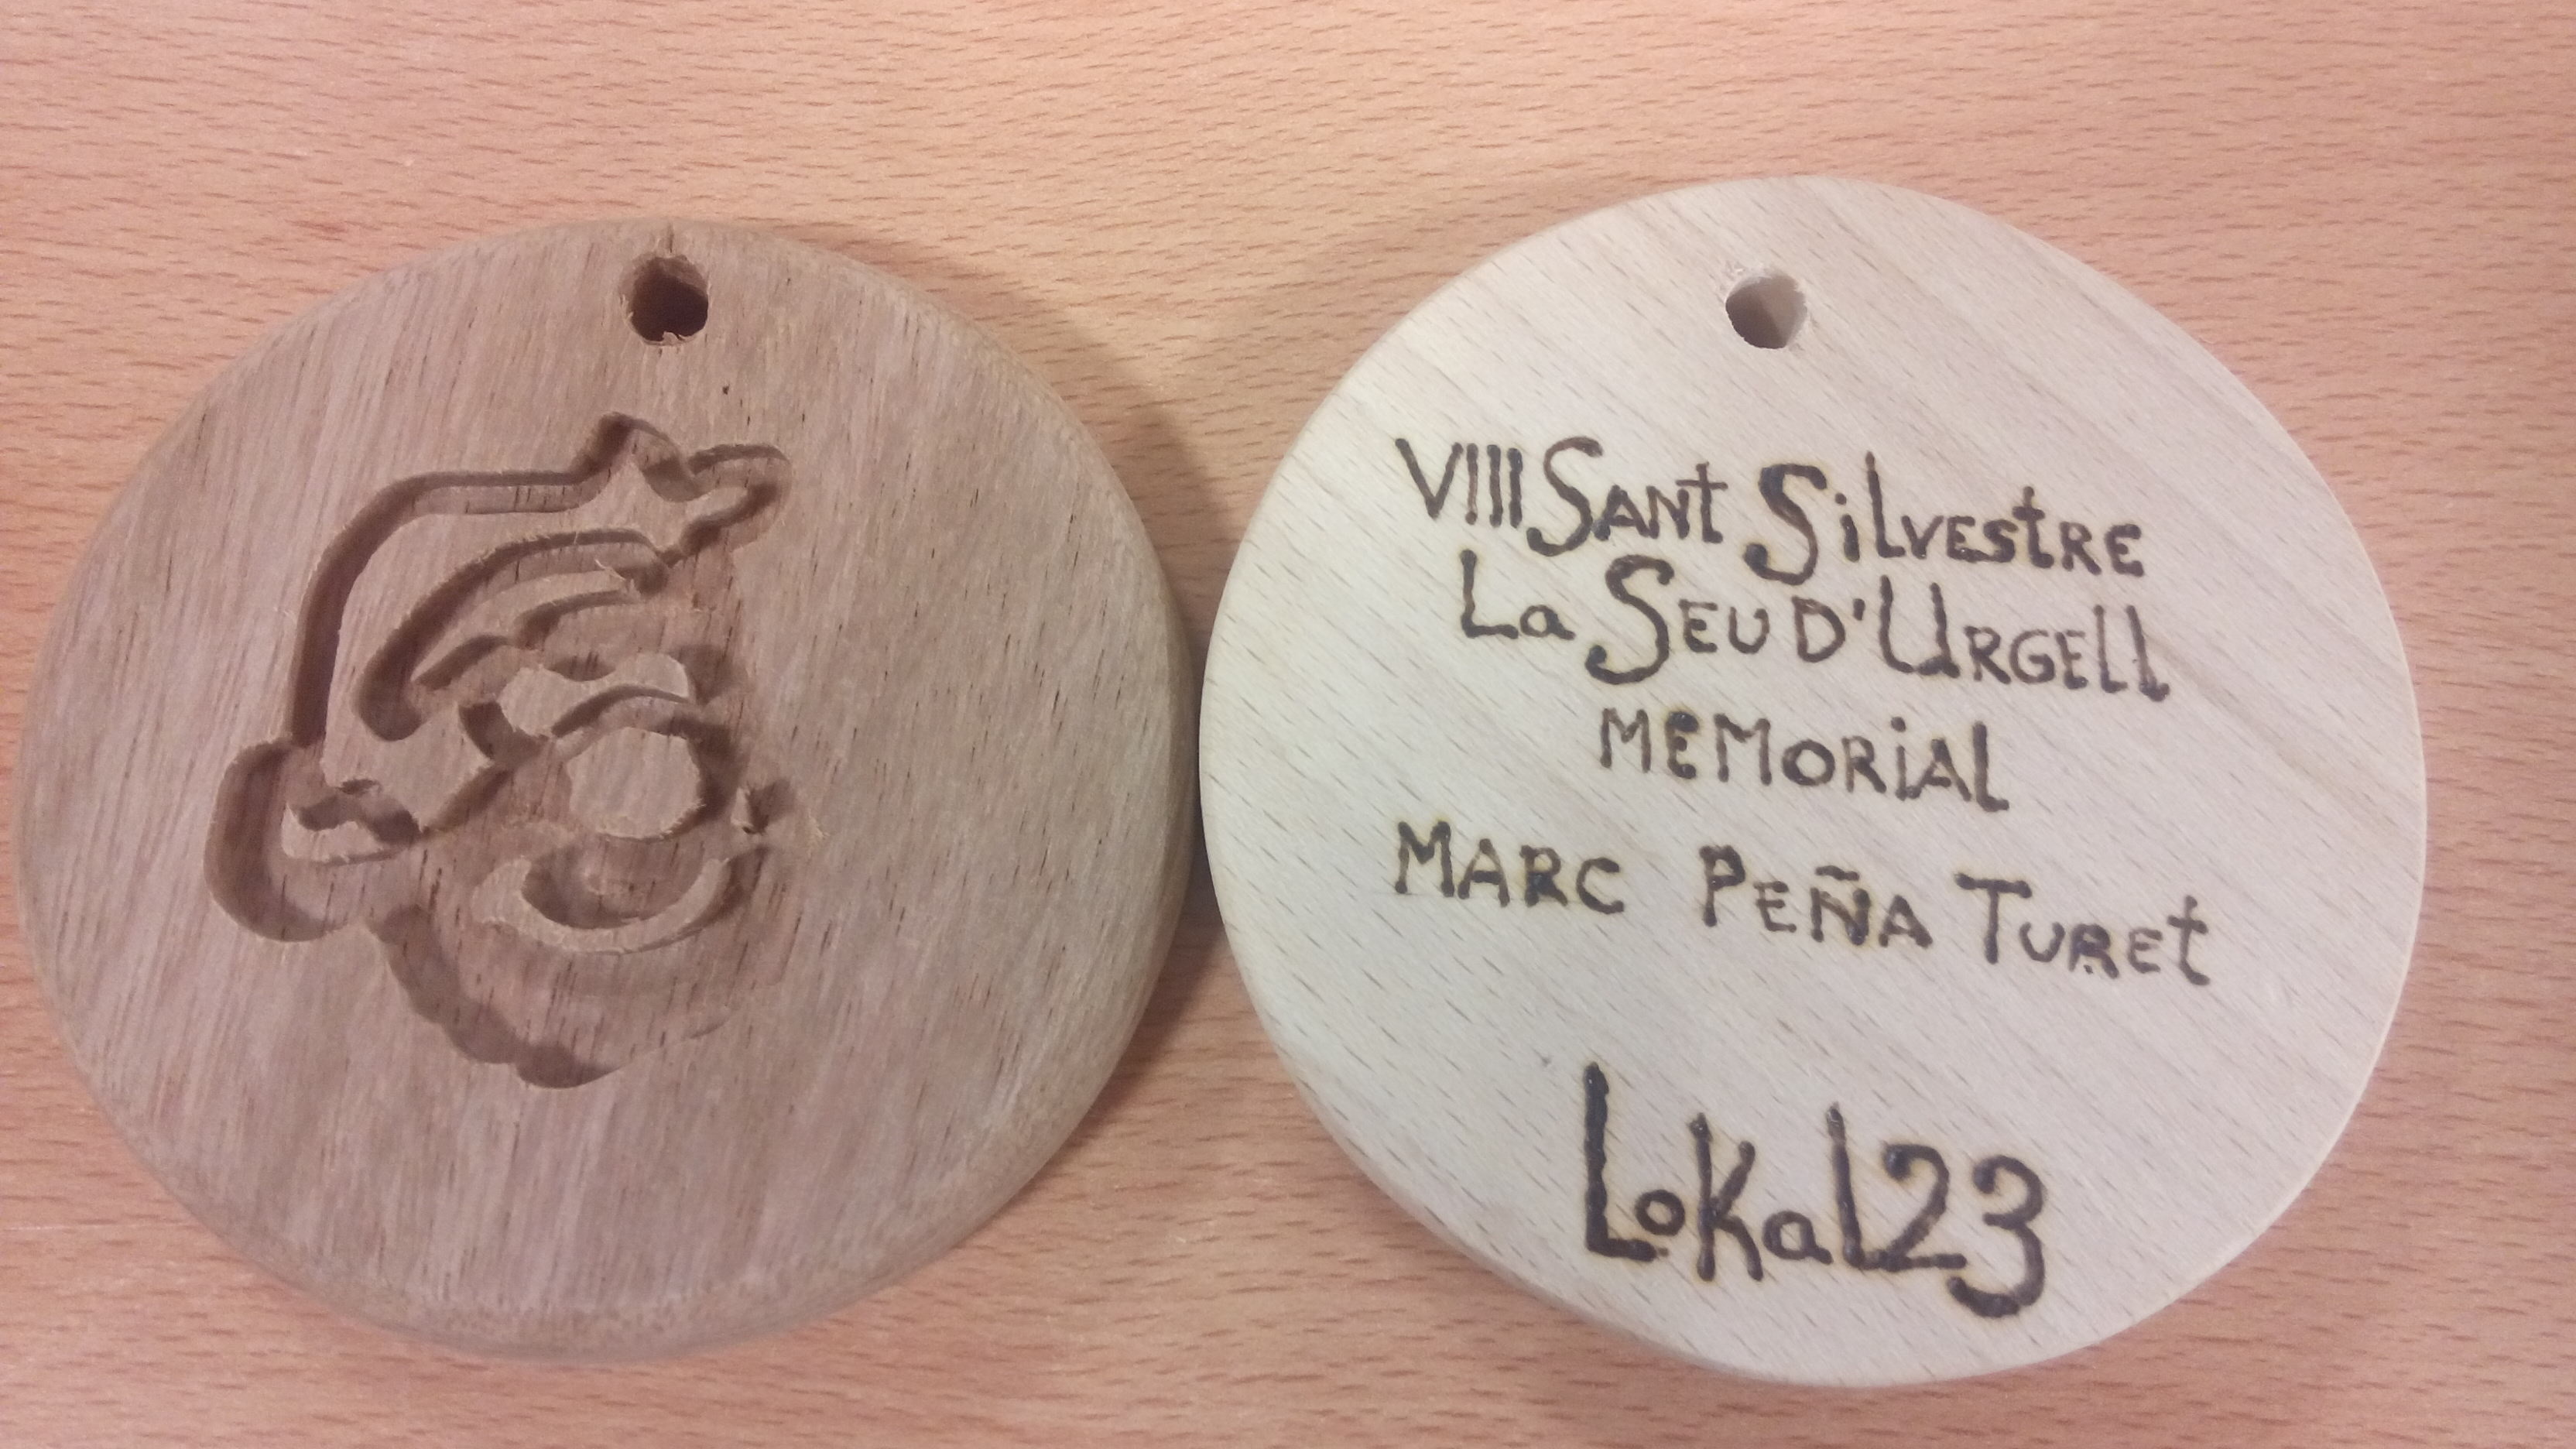 VIII SANT SiLVESTRE
La SEU D'URGEll
MEMORiAL
MARC PEÑA TURET
LoKal23